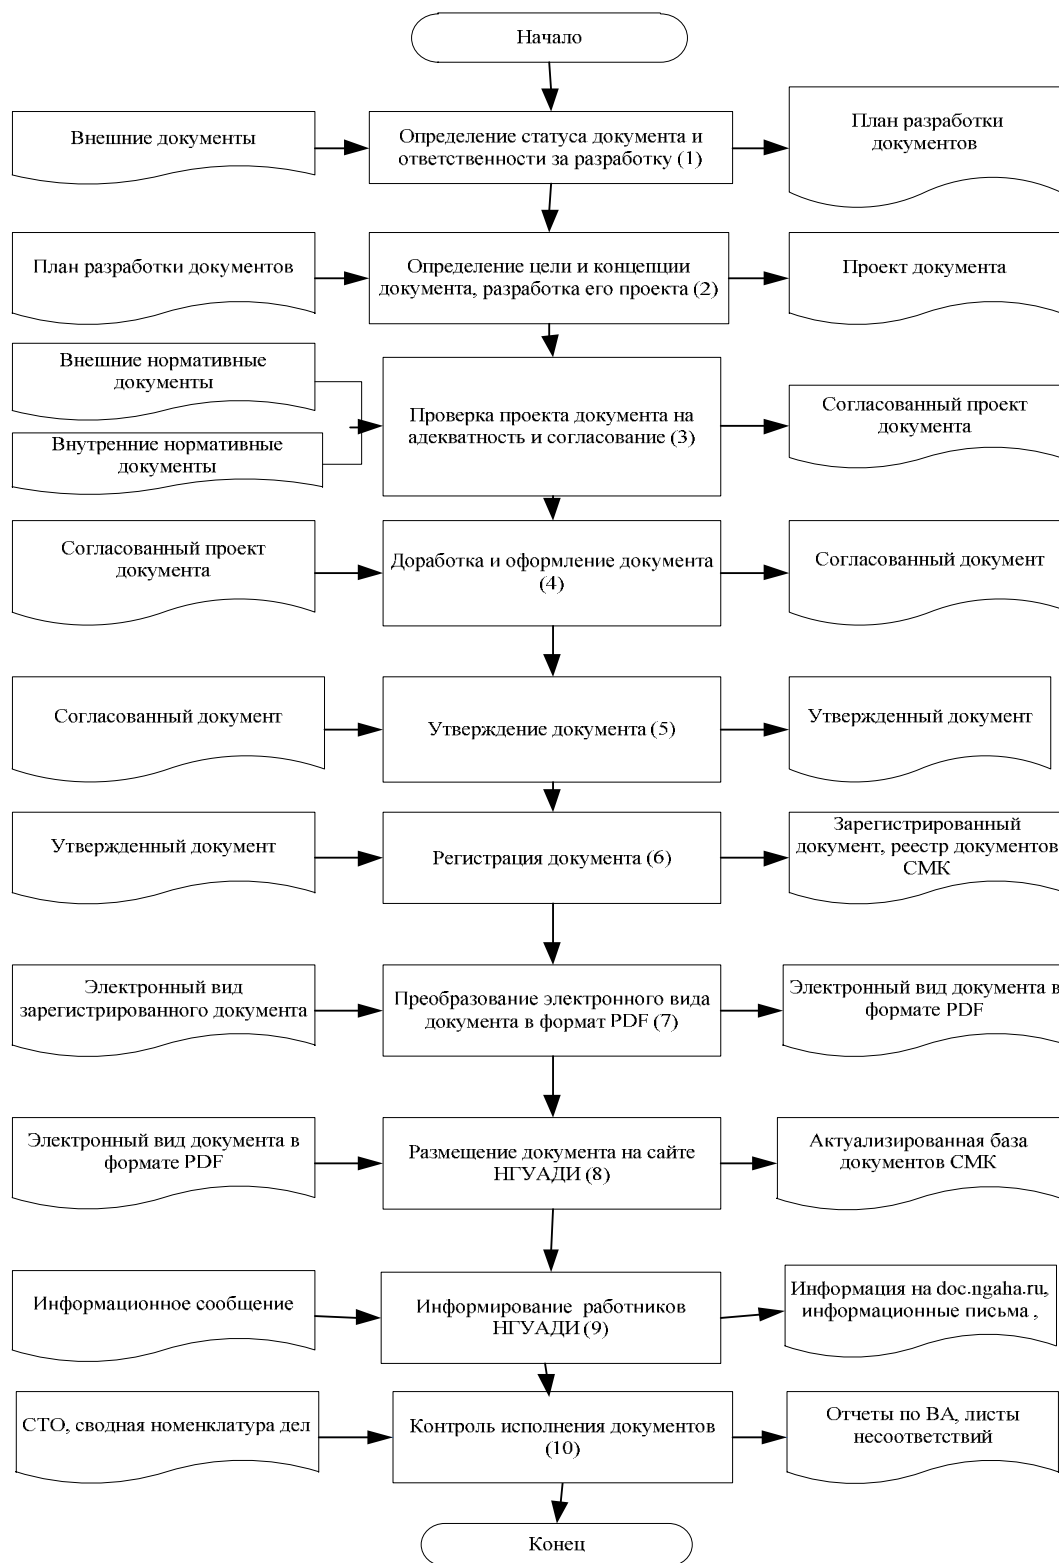 Начало
Внешние документы
Определение статуса документа и
ответственности за разработку (1)
План разработки
документов
План разработки документов
Определение цели и концепции
документа, разработка его проекта (2)
Проект документа
Внешние нормативные
документы
Внутренние нормативные
документы
Проверка проекта документа на
адекватность и согласование (3)
Согласованный проект
документа
Согласованный проект
документа
Доработка и оформление документа
(4)
Согласованный документ
Согласованный документ
Утверждение документа (5)
Утвержденный документ
Утвержденный документ
Регистрация документа (6)
Зарегистрированный
документ, реестр документов
СМК
Электронный вид
зарегистрированного документа
Преобразование электронного вида
документа в формат PDF (7)
Электронный вид документа в
формате PDF
Электронный вид документа в
формате PDF
Размещение документа на сайте
НГУАДИ (8)
Актуализированная база
документов СМК
Информационное сообщение
Информирование работников
НГУАДИ (9)
Информация на doc.ngaha.ru,
информационные письма ,
СТО, сводная номенклатура дел
Контроль исполнения документов
(10)
Отчеты по ВА, листы
несоответствий
Конец